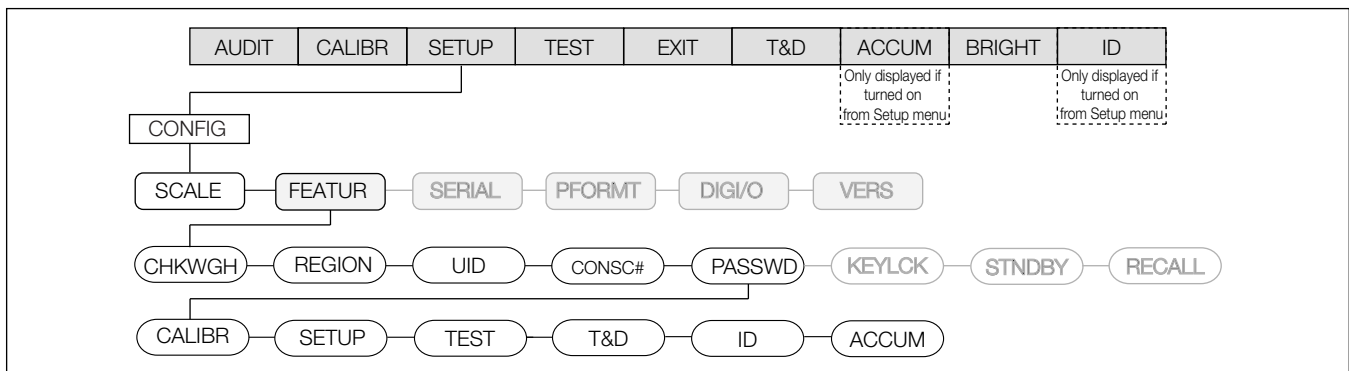 AUDIT CALIBR SETUP TEST EXIT T&D ACCUM BRIGHT ID
Only displayed if Only displayed if
turned on turned on
from Setup menu from Setup menu
CONFIG
SCALE FEATUR SERIAL PFORMT DIGI/O VERS
CHKWGH REGION UID CONSC# PASSWD KEYLCK STNDBY RECALL
CALIBR SETUP TEST T&D ID ACCUM